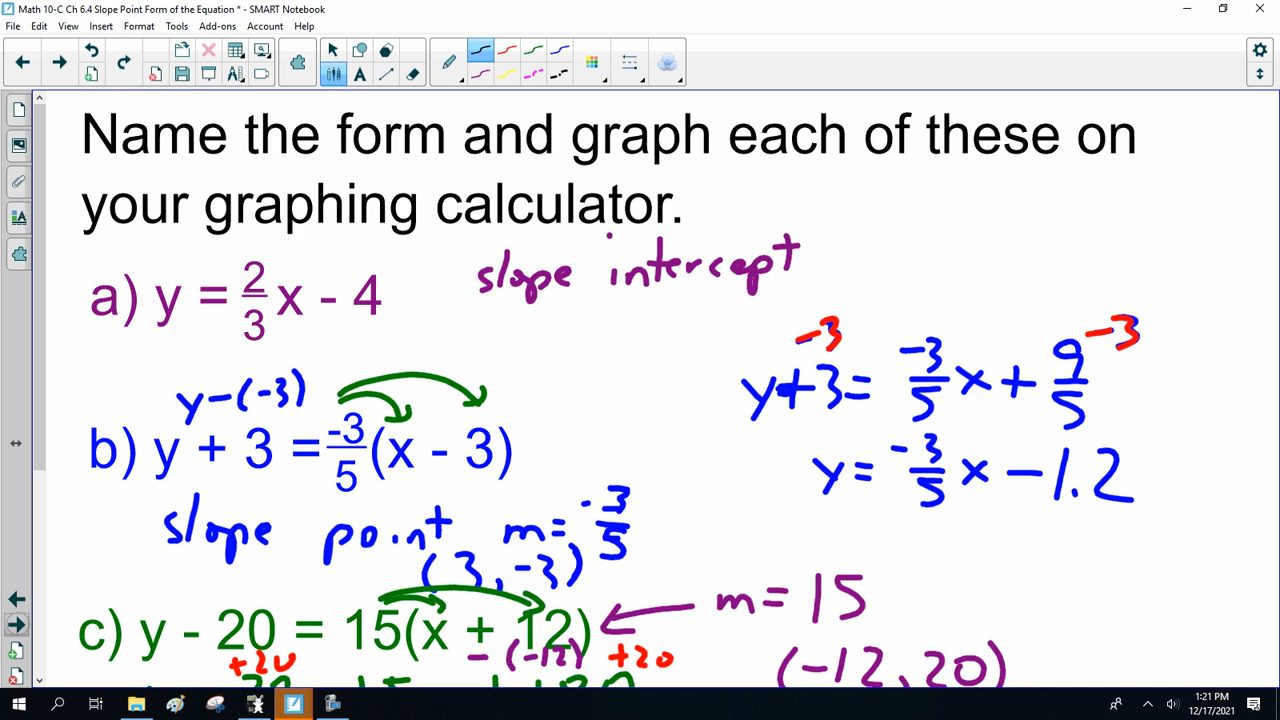 Math 10-C Ch 6.4 Slope Point Form of the Equation * - SMART Notebook
File Edit View Insert Format Tools Add-ons Account Help
Name the form and graph each of these on
your graphing calculator.
a) y = 2/3 x - 4
slope intercept
-3 -3
y+3= -3/5 x + 9/5
y-(-3)
b) y + 3 = -3/5 (x - 3)
y= -3/5 x - 1.2
slope point m= -3/5
(3,-3)
c) y - 20 = 15(x + 12)
m= 15
+20 -(-12) +20
(-12,20)
1:21 PM
12/17/2021